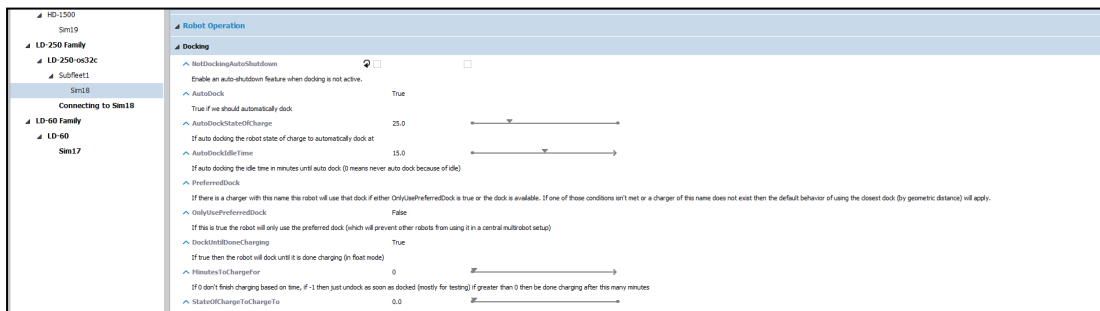 HD-1500
Sim19
LD-250 Family
LD-250-os32c
Subfleet1
Sim18
Connecting to Sim18
LD-60 Family
LD-60
Sim17
Robot Operation
Docking
NotDockingAutoShutdown
Enable an auto-shutdown feature when docking is not active.
AutoDock True
True if we should automatically dock
AutoDockStateOfCharge 25.0
If auto docking the robot state of charge to automatically dock at
AutoDockIdleTime 15.0
If auto docking the idle time in minutes until auto dock (0 means never auto dock because of idle)
PreferredDock
If there is a charger with this name this robot will use that dock if either OnlyUsePreferredDock is true or the dock is available. If one of those conditions isn't met or a charger of this name does not exist then the default behavior of using the closest dock (by geometric distance) will apply.
OnlyUsePreferredDock False
If this is true the robot will only use the preferred dock (which will prevent other robots from using it in a central multirobot setup)
DockUntilDoneCharging True
If true then the robot will dock until it is done charging (in float mode)
MinutesToChargeFor 0
If 0 don't finish charging based on time, if -1 then just undock as soon as docked (mostly for testing) if greater than 0 then be done charging after this many minutes
StateOfChargeToChargeTo 0.0